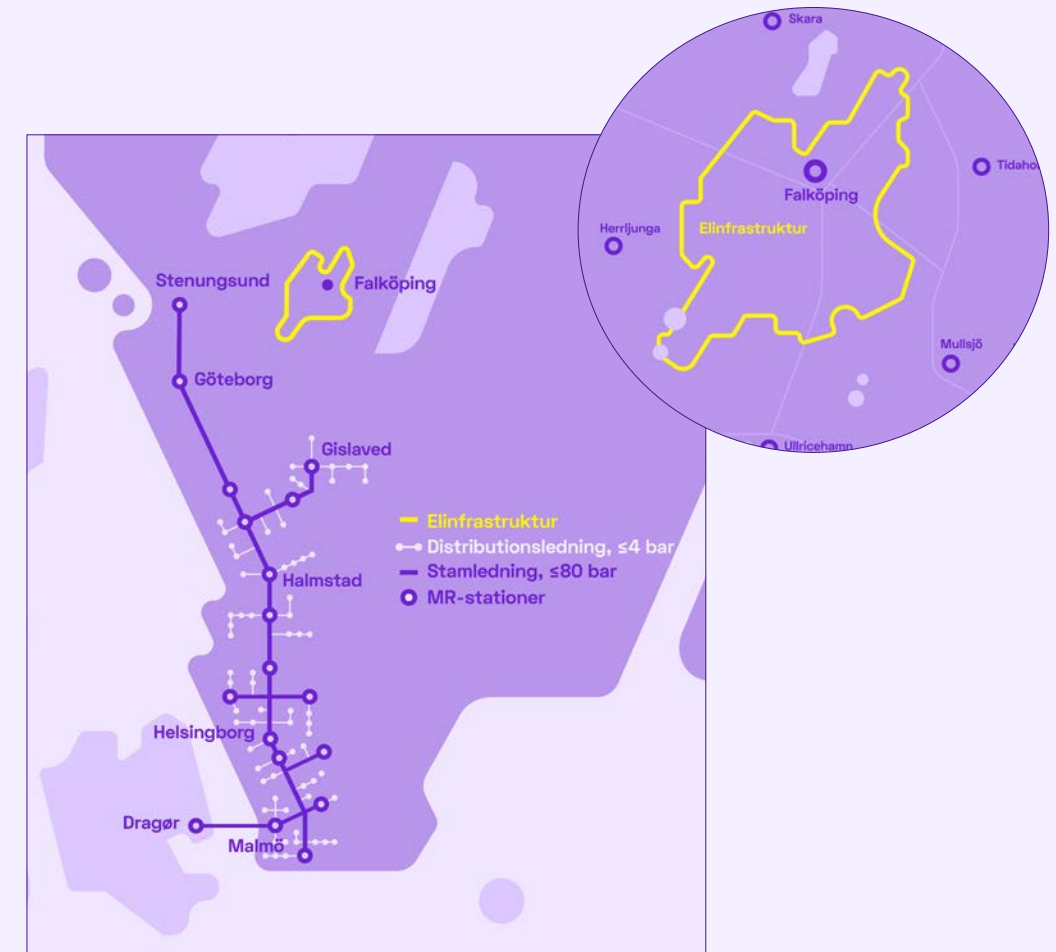 Skara
Tidaho
Falköping
Herrljunga
Elinfrastruktur
Mullsjö
Ullricehamn
Stenungsund
Falköping
Göteborg
Gislaved
Elinfrastruktur
Distributionsledning, ≤4 bar
Stamledning, ≤80 bar
MR-stationer
Halmstad
Helsingborg
Dragør
Malmö